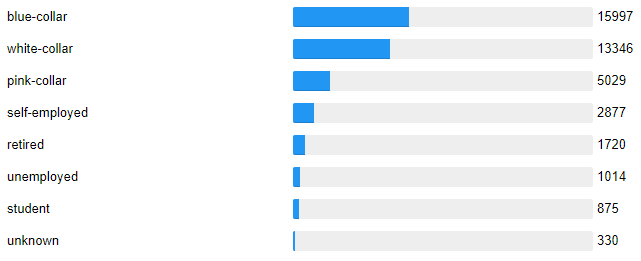 blue-collar 15997
white-collar 13346
pink-collar 5029
self-employed 2877
retired 1720
unemployed 1014
student 875
unknown 330